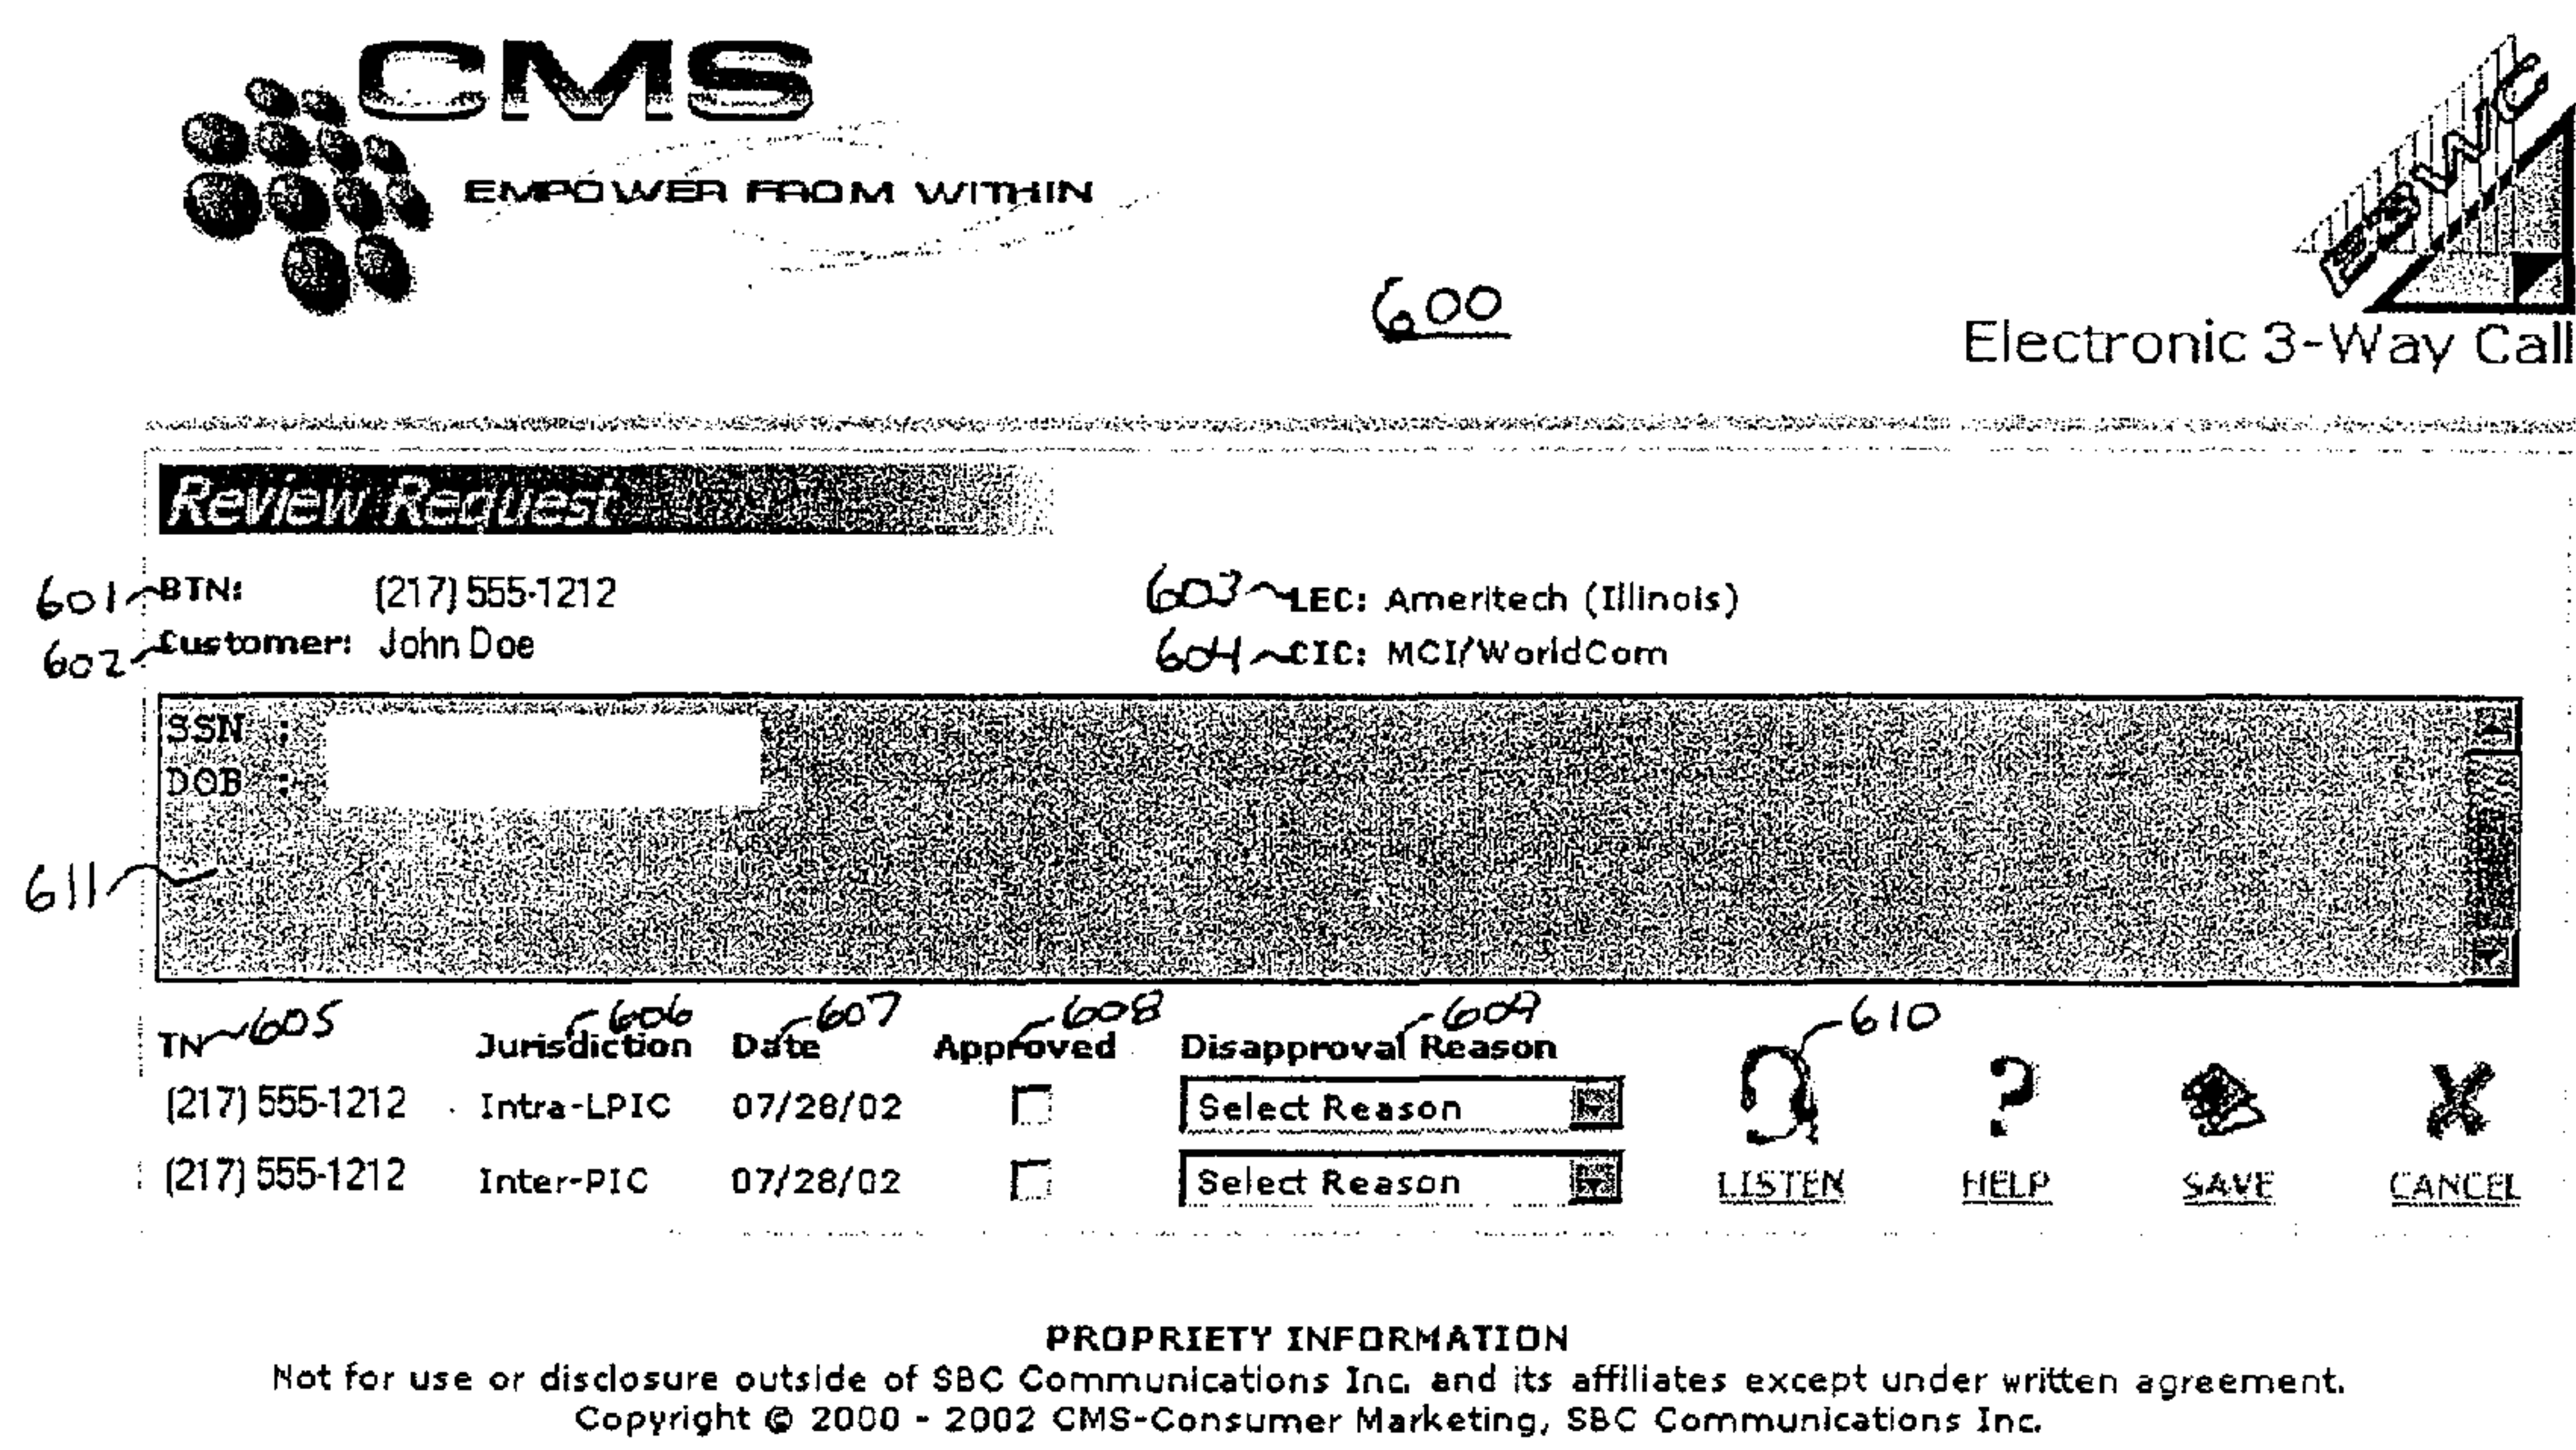 CMS
EMPOWER FROM WITHIN
E3WC
600
Electronic 3-Way Call
Review Request
601 BTN: (217) 555-1212 603 LEC: Ameritech (Illinois)
602 Customer: John Doe 604 CIC: MCI/WorldCom
SSN :
DOB :
611
TN 605 Jurisdiction 606 Date 607 Approved 608 Disapproval Reason 609 610
(217) 555-1212 Intra-LPIC 07/28/02 Select Reason
(217) 555-1212 Inter-PIC 07/28/02 Select Reason LISTEN HELP SAVE CANCEL
PROPRIETY INFORMATION
Not for use or disclosure outside of SBC Communications Inc. and its affiliates except under written agreement.
Copyright © 2000 - 2002 CMS-Consumer Marketing, SBC Communications Inc.